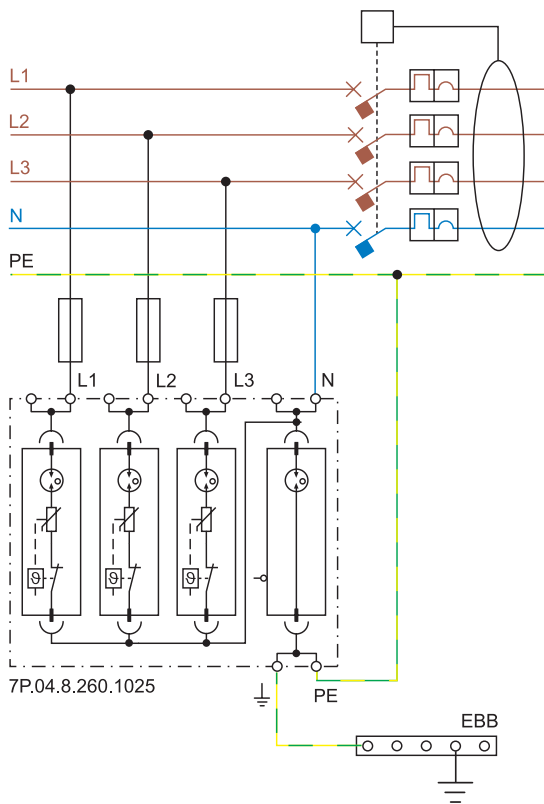 L1
L2
L3
N
PE
L1 L2 L3 N
ϑ ϑ ϑ
7P.04.8.260.1025
PE
EBB